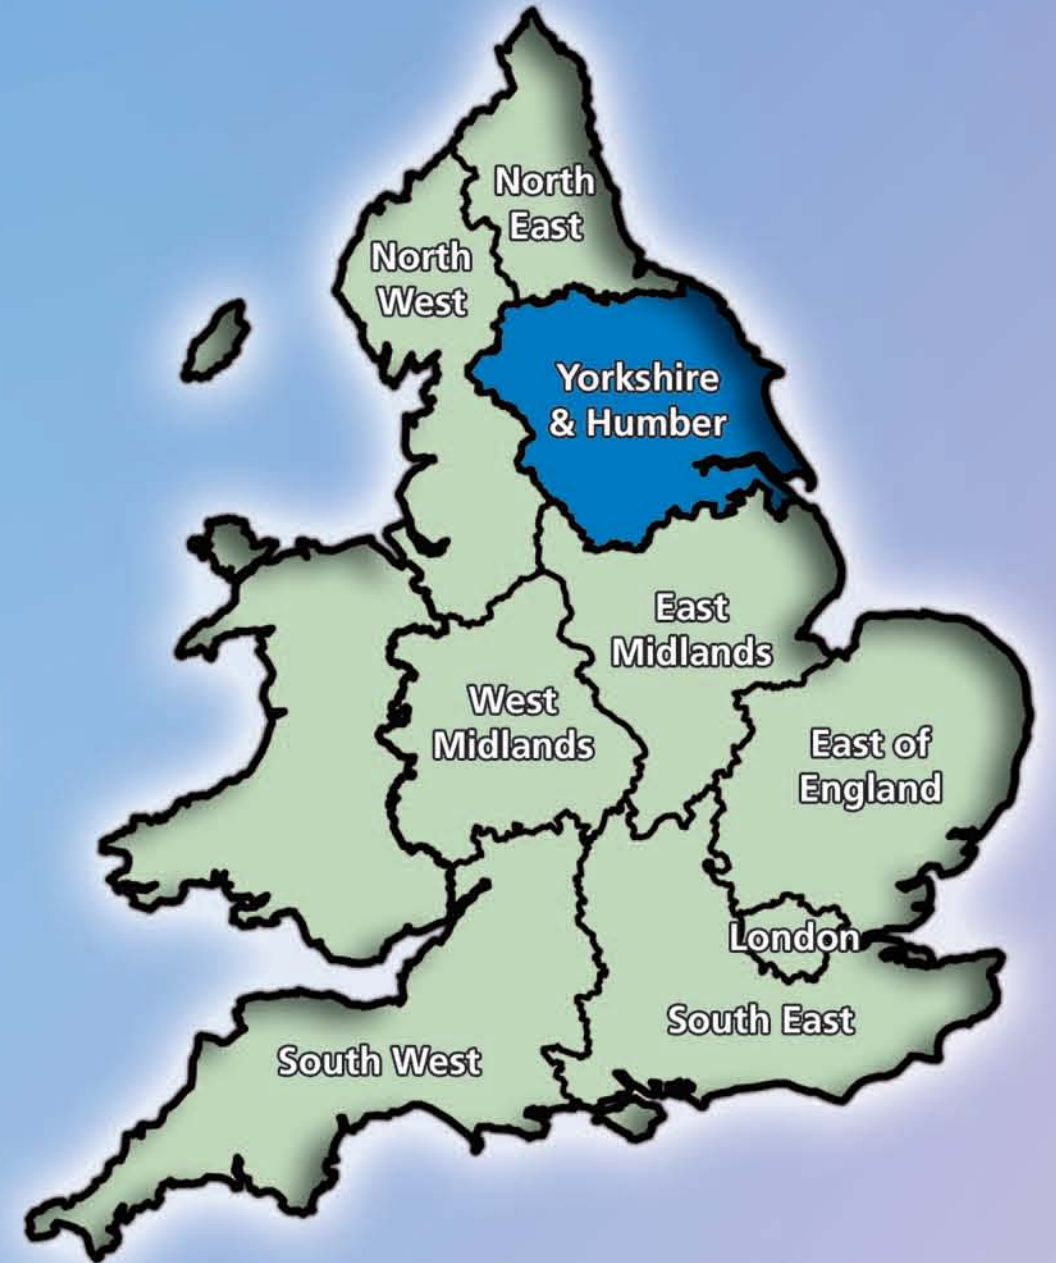 North
East
North
West
Yorkshire
& Humber
East
Midlands
West
Midlands
East of
England
London
South East
South West